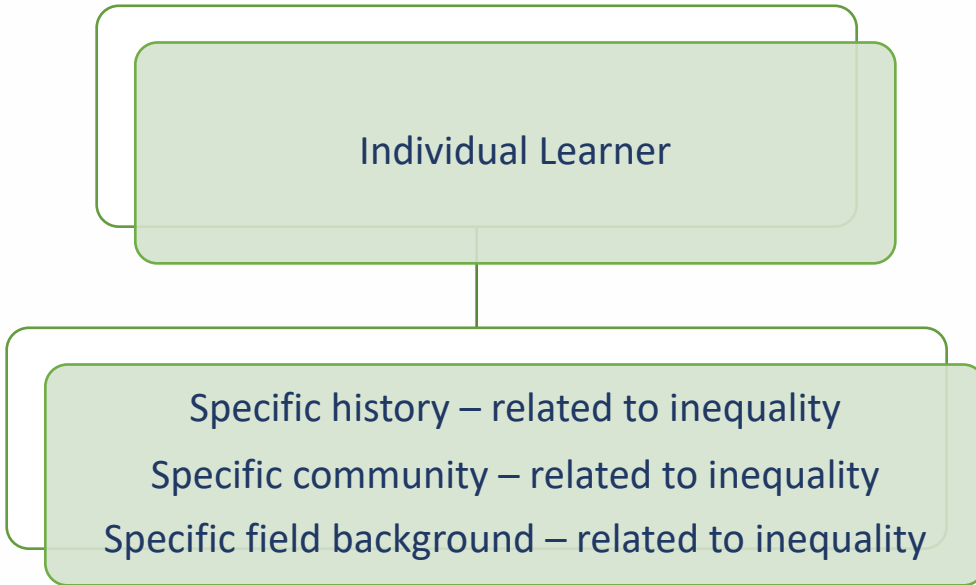 Individual Learner
Specific history – related to inequality
Specific community – related to inequality
Specific field background – related to inequality